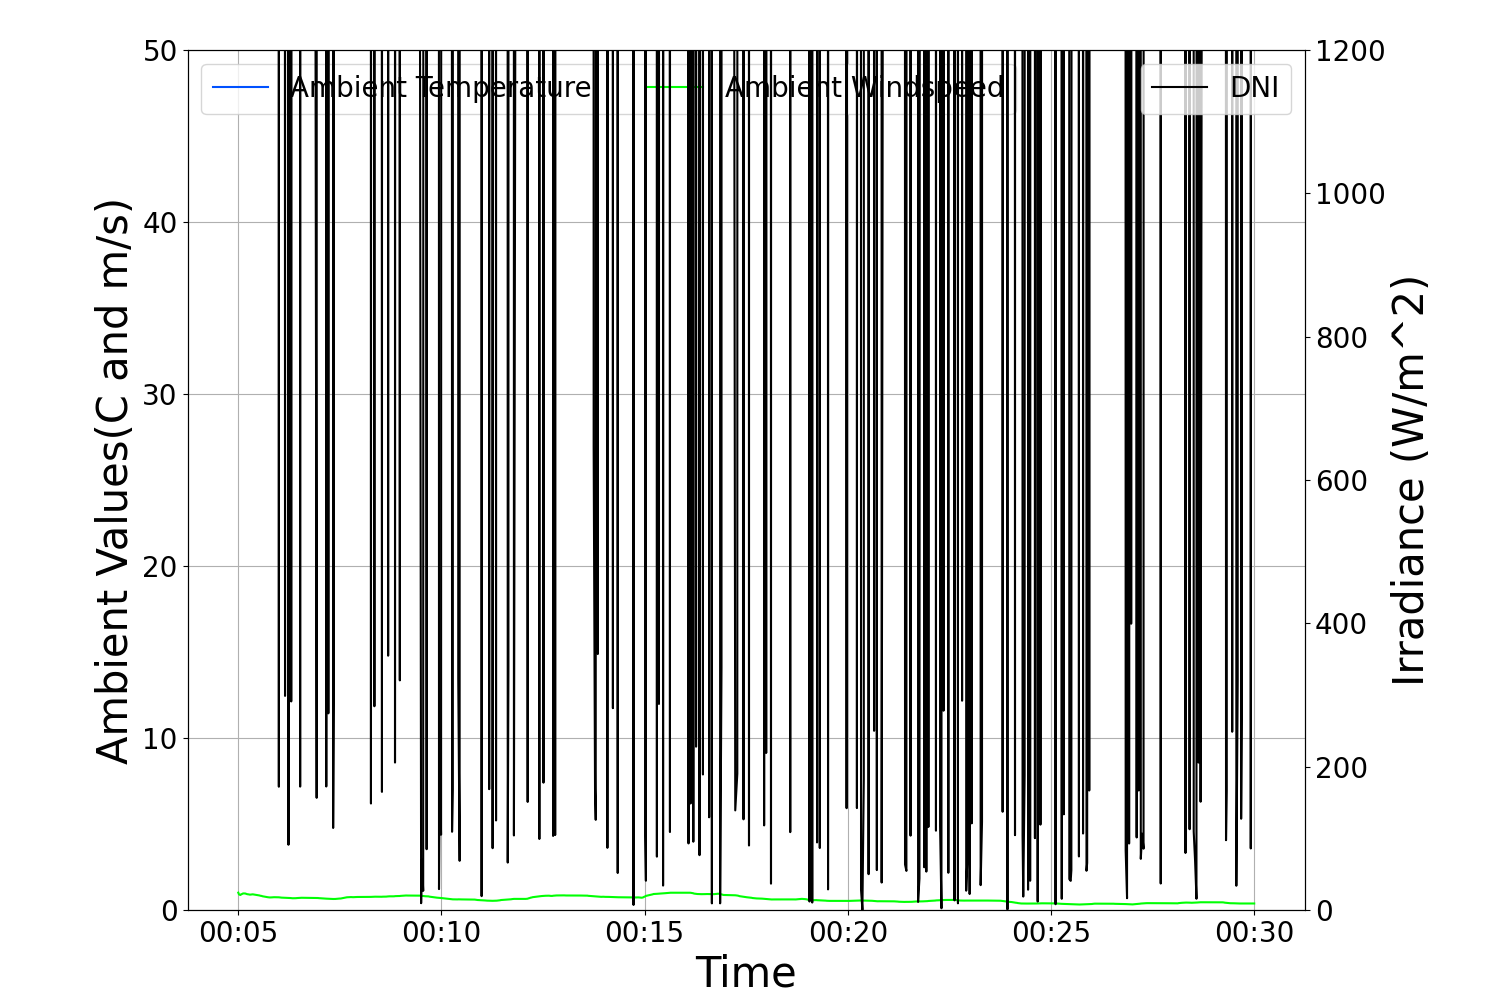 Ambient Temperature
Ambient Windspeed
DNI
Ambient Values(C and m/s)
50
40
30
20
10
0
1200
1000
800
600
400
200
0
Irradiance (W/m^2)
00:05 00:10 00:15 00:20 00:25 00:30
Time